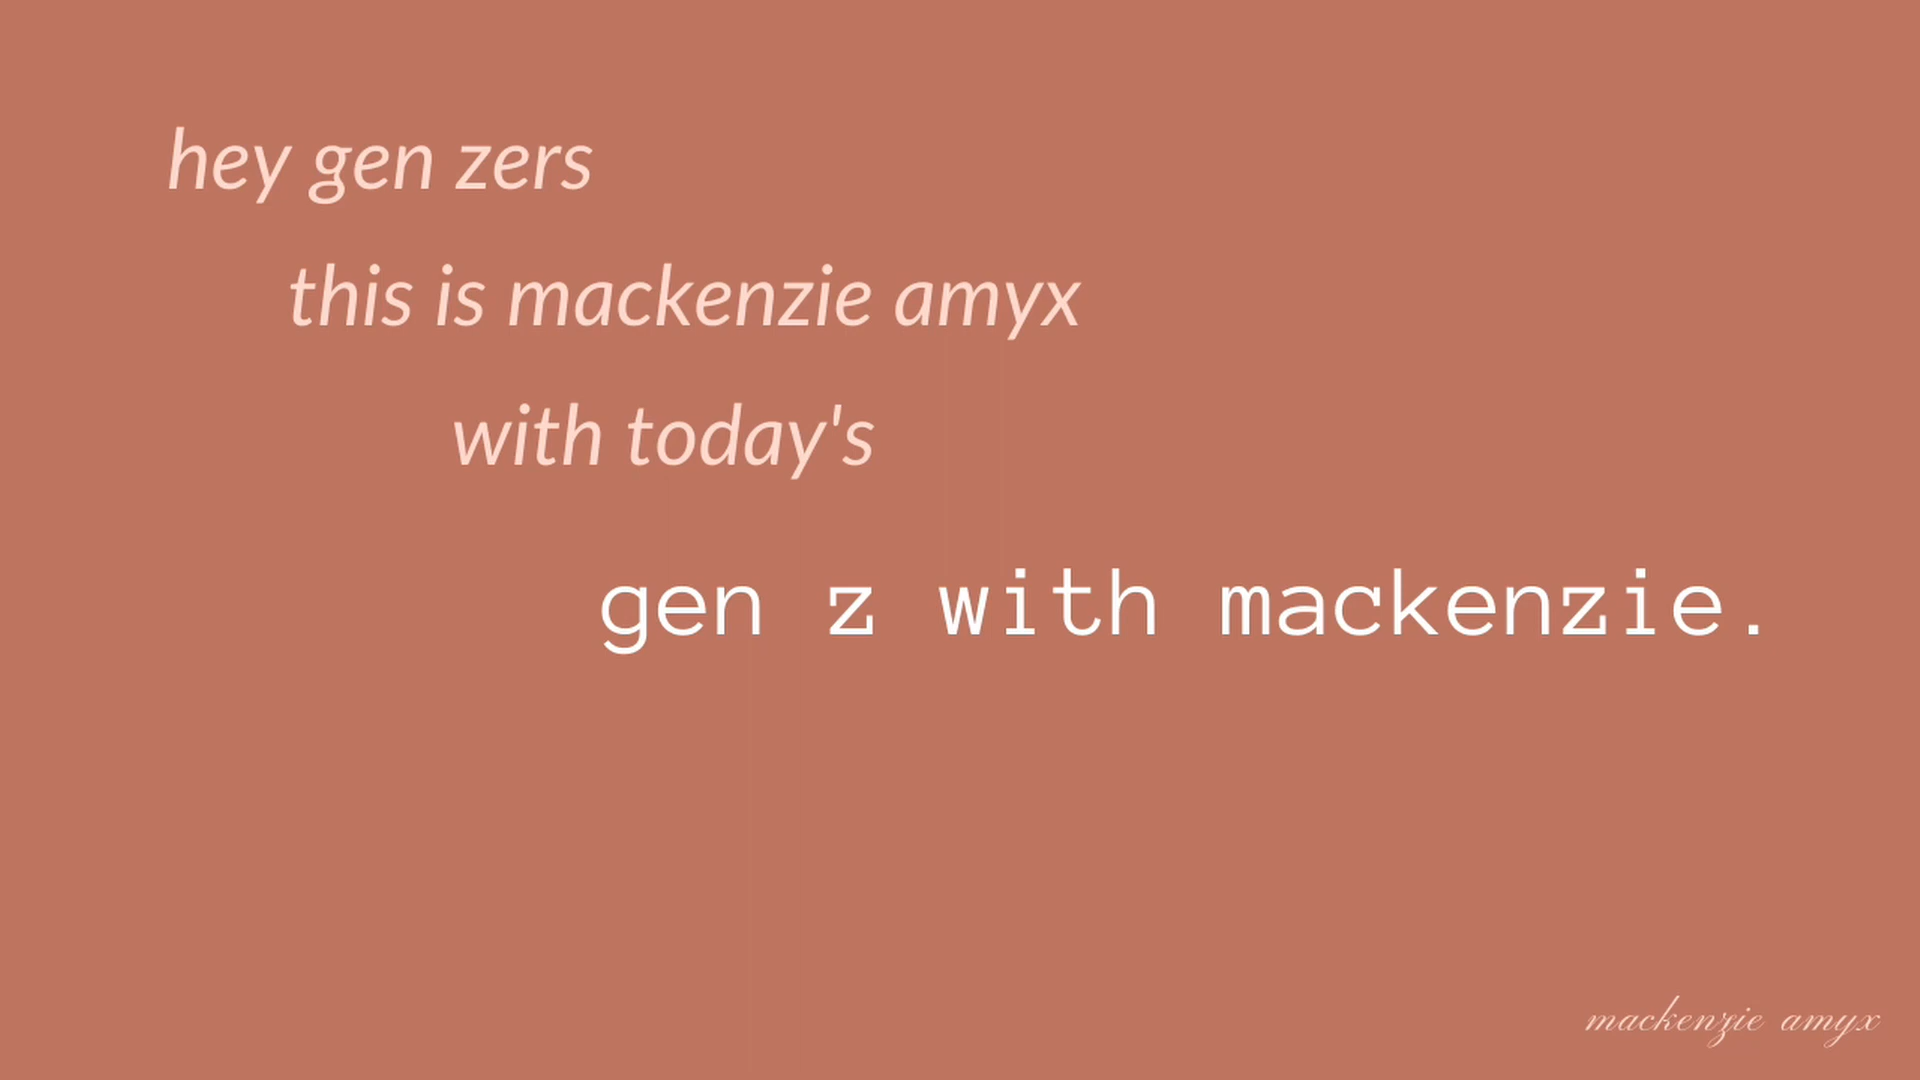 hey gen zers
this is mackenzie amyx
with today's
gen z with mackenzie.
mackenzie amyx